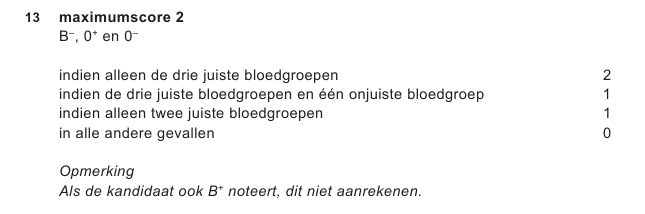 13 maximumscore 2
B⁻, 0⁺ en 0⁻
indien alleen de drie juiste bloedgroepen 2
indien de drie juiste bloedgroepen en één onjuiste bloedgroep 1
indien alleen twee juiste bloedgroepen 1
in alle andere gevallen 0
Opmerking
Als de kandidaat ook B⁺ noteert, dit niet aanrekenen.